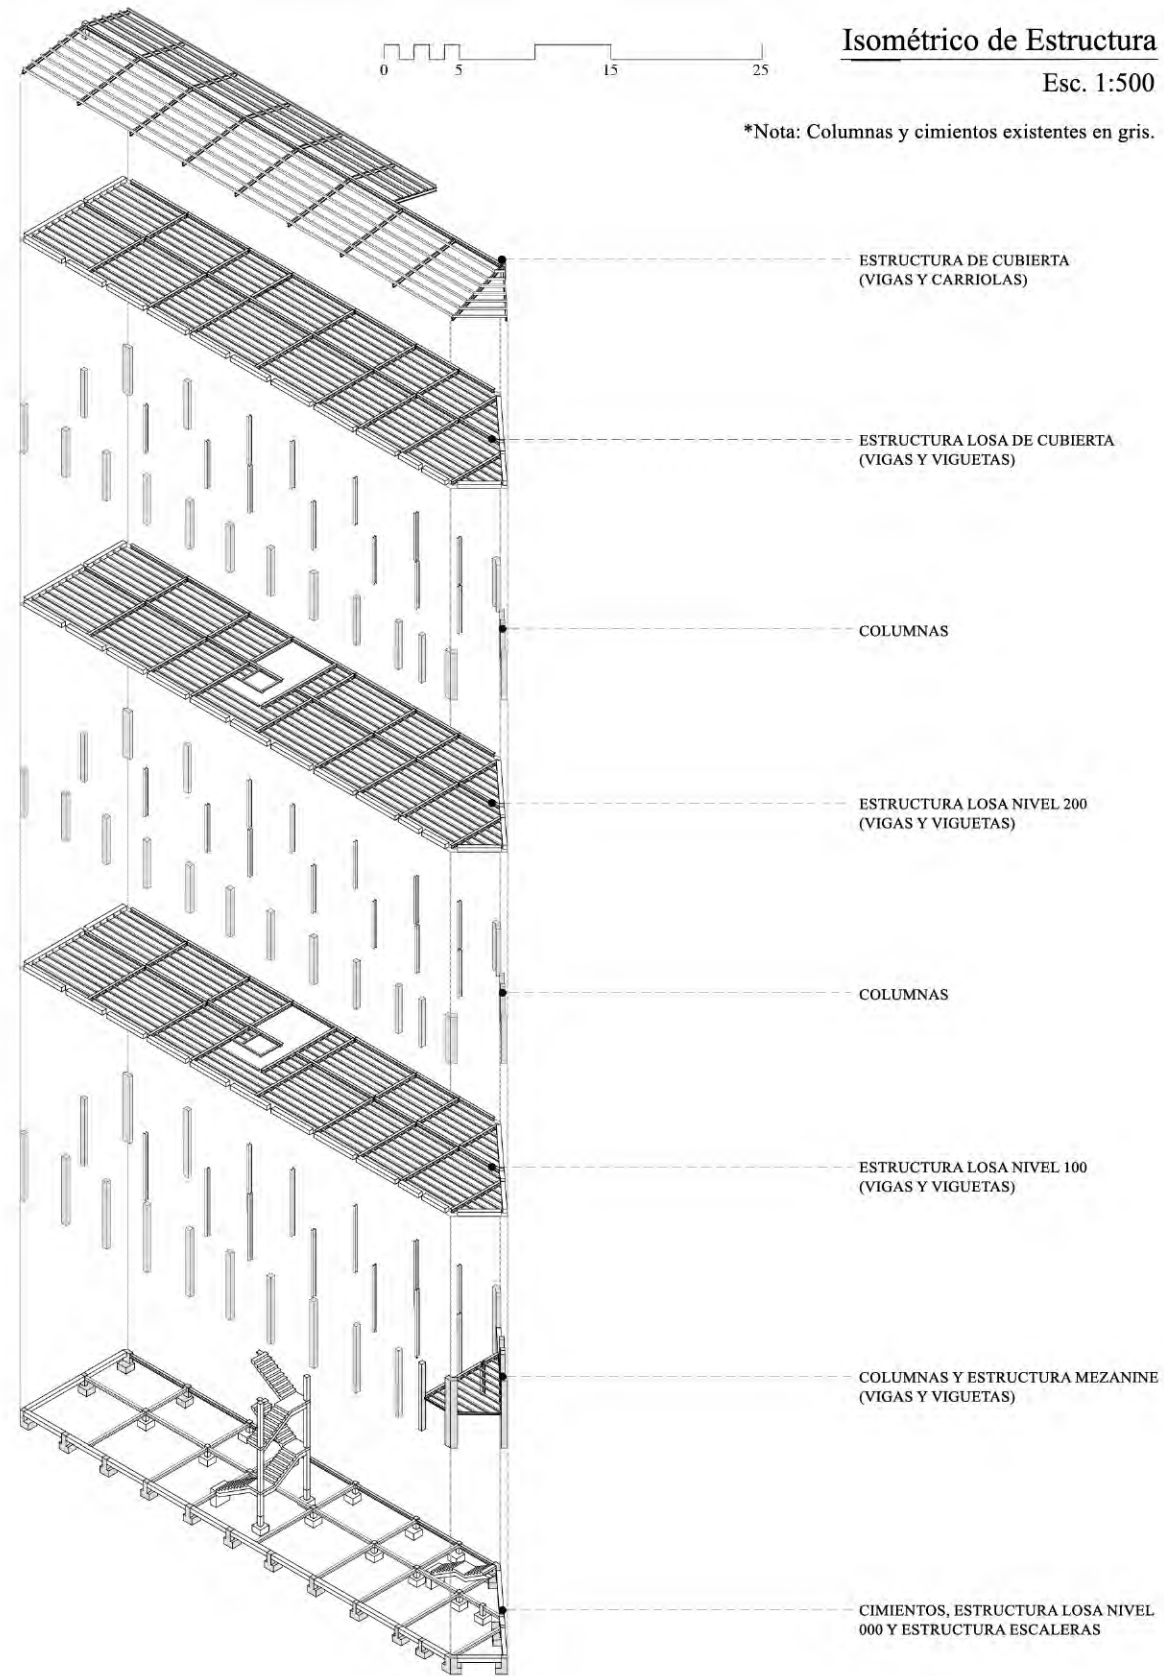 Isométrico de Estructura
Esc. 1:500
0 5 15 25
*Nota: Columnas y cimientos existentes en gris.
ESTRUCTURA DE CUBIERTA
(VIGAS Y CARRIOLAS)
ESTRUCTURA LOSA DE CUBIERTA
(VIGAS Y VIGUETAS)
COLUMNAS
ESTRUCTURA LOSA NIVEL 200
(VIGAS Y VIGUETAS)
COLUMNAS
ESTRUCTURA LOSA NIVEL 100
(VIGAS Y VIGUETAS)
COLUMNAS Y ESTRUCTURA MEZANINE
(VIGAS Y VIGUETAS)
CIMIENTOS, ESTRUCTURA LOSA NIVEL
000 Y ESTRUCTURA ESCALERAS